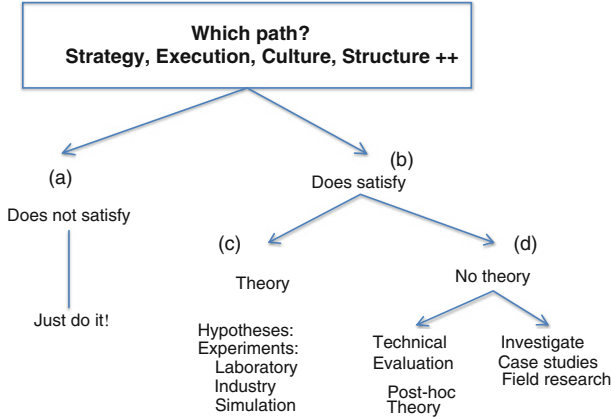 Which path?
Strategy, Execution, Culture, Structure ++
(a)
Does not satisfy
Just do it!
(b)
Does satisfy
(c)
Theory
Hypotheses:
Experiments:
Laboratory
Industry
Simulation
(d)
No theory
Technical
Evaluation
Post-hoc
Theory
Investigate
Case studies
Field research